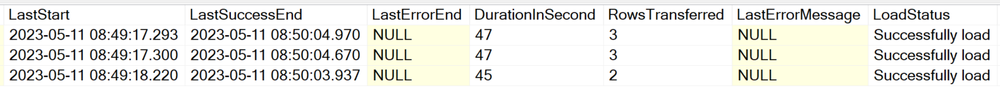 LastStart LastSuccessEnd LastErrorEnd DurationInSecond RowsTransferred LastErrorMessage LoadStatus
2023-05-11 08:49:17.293 2023-05-11 08:50:04.970 NULL 47 3 NULL Successfully load
2023-05-11 08:49:17.300 2023-05-11 08:50:04.670 NULL 47 3 NULL Successfully load
2023-05-11 08:49:18.220 2023-05-11 08:50:03.937 NULL 45 2 NULL Successfully load